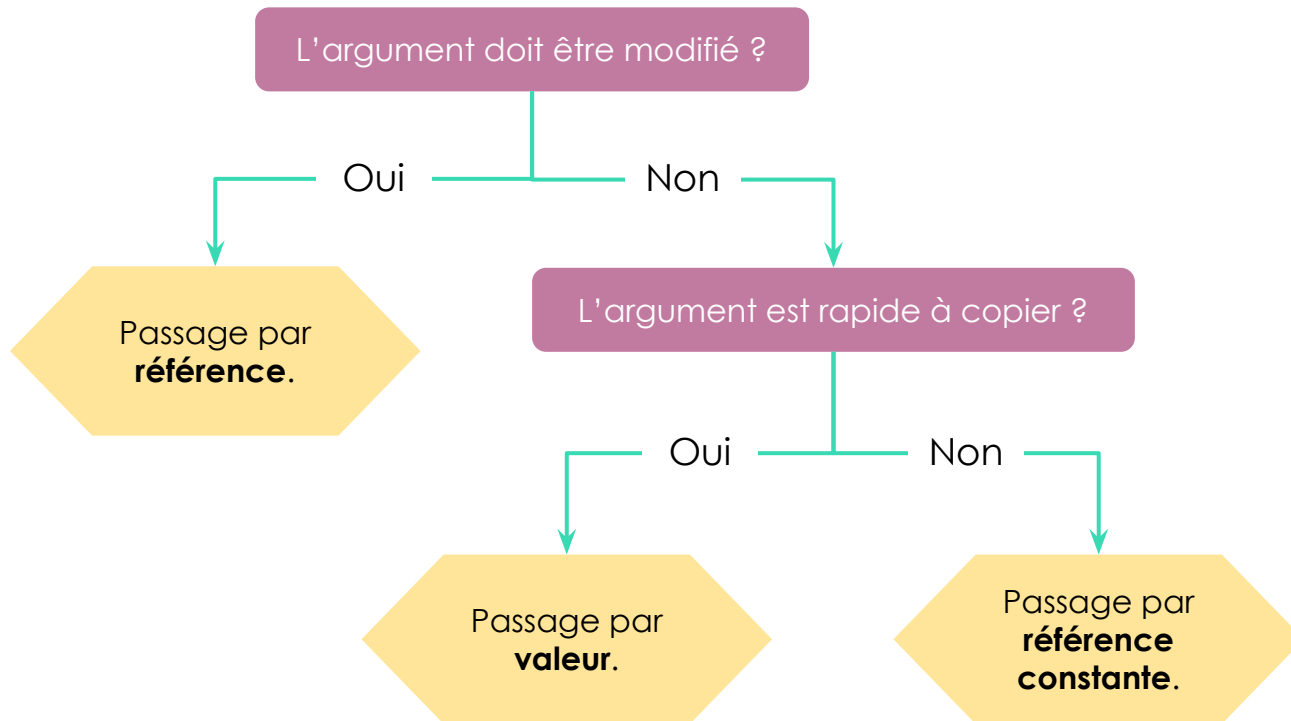 L’argument doit être modifié ?
Oui
Non
Passage par
référence.
L’argument est rapide à copier ?
Oui
Non
Passage par
valeur.
Passage par
référence
constante.